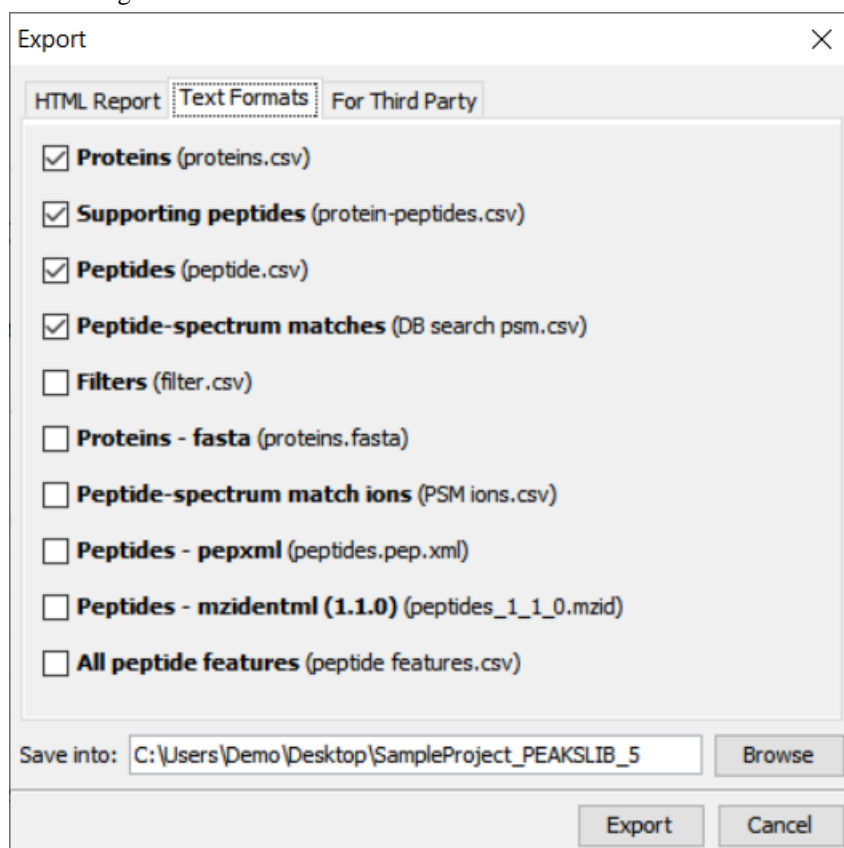 Export
HTML Report Text Formats For Third Party
Proteins (proteins.csv)
Supporting peptides (protein-peptides.csv)
Peptides (peptide.csv)
Peptide-spectrum matches (DB search psm.csv)
Filters (filter.csv)
Proteins - fasta (proteins.fasta)
Peptide-spectrum match ions (PSM ions.csv)
Peptides - pepxml (peptides.pep.xml)
Peptides - mzidentml (1.1.0) (peptides_1_1_0.mzid)
All peptide features (peptide features.csv)
Save into: C:\Users\Demo\Desktop\SampleProject_PEAKSLIB_5 Browse
Export Cancel